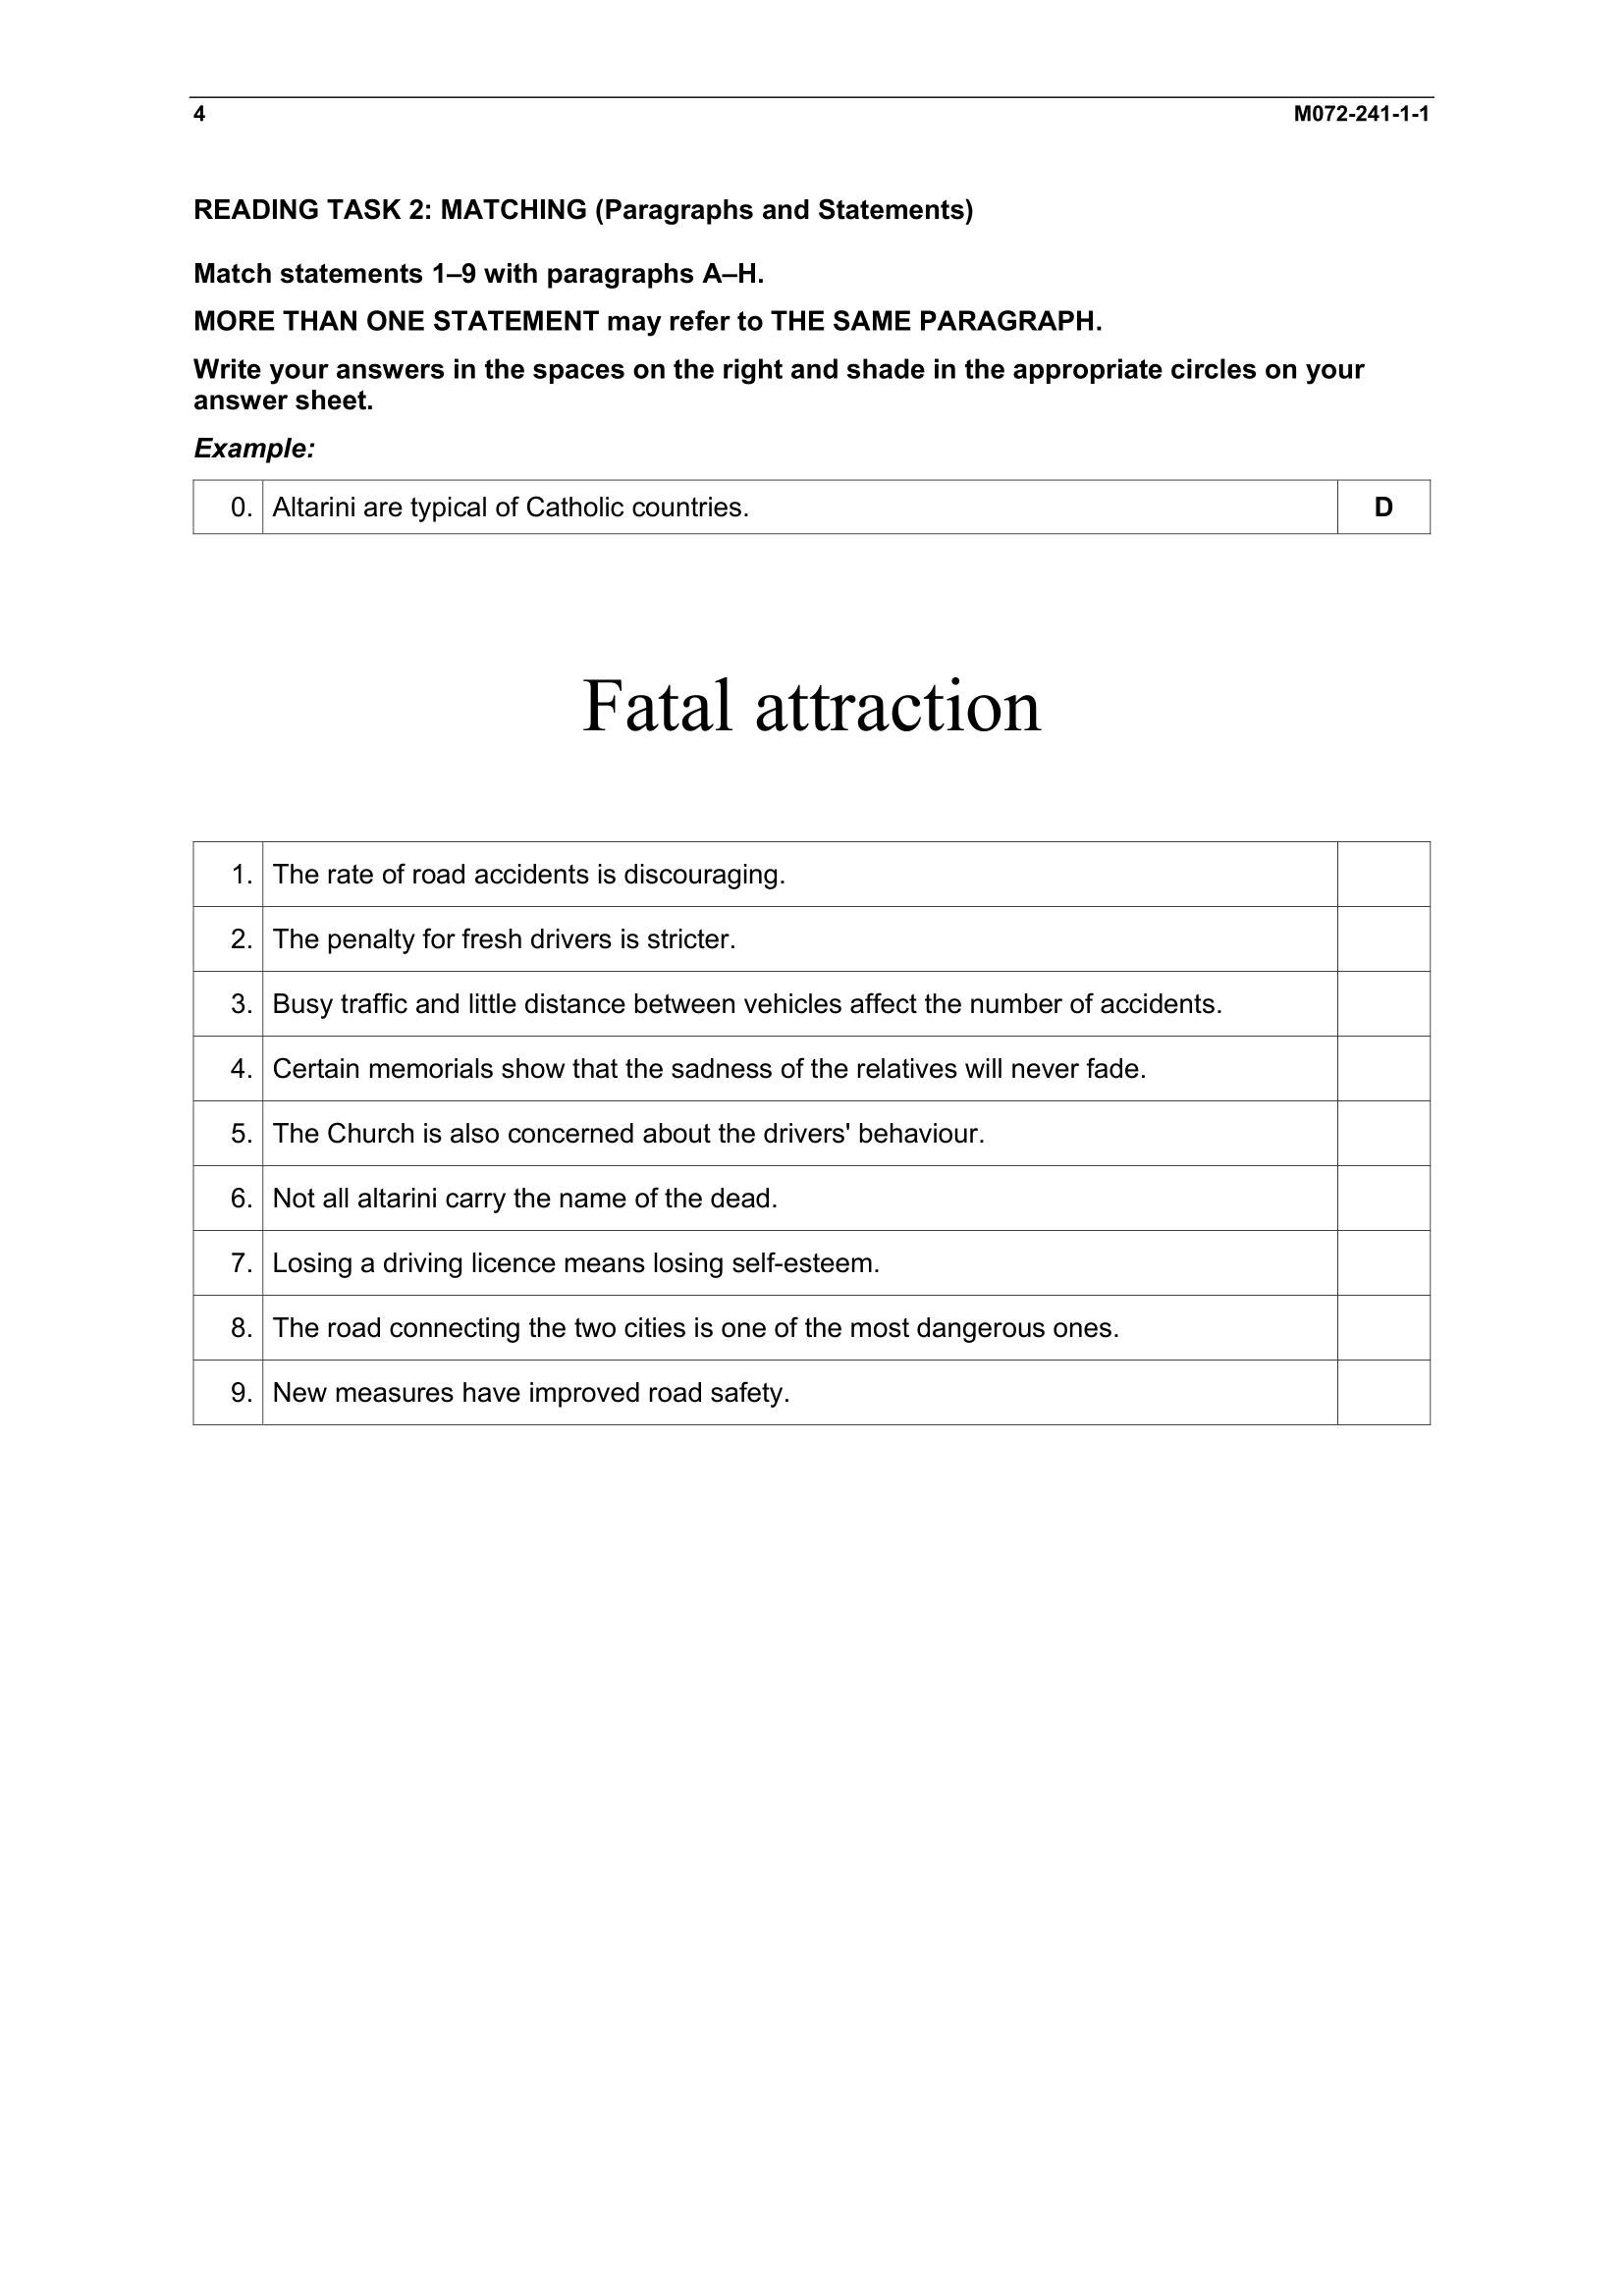 4 M072-241-1-1
READING TASK 2: MATCHING (Paragraphs and Statements)
Match statements 1–9 with paragraphs A–H.
MORE THAN ONE STATEMENT may refer to THE SAME PARAGRAPH.
Write your answers in the spaces on the right and shade in the appropriate circles on your
answer sheet.
Example:
0. Altarini are typical of Catholic countries. D
Fatal attraction
1. The rate of road accidents is discouraging.
2. The penalty for fresh drivers is stricter.
3. Busy traffic and little distance between vehicles affect the number of accidents.
4. Certain memorials show that the sadness of the relatives will never fade.
5. The Church is also concerned about the drivers' behaviour.
6. Not all altarini carry the name of the dead.
7. Losing a driving licence means losing self-esteem.
8. The road connecting the two cities is one of the most dangerous ones.
9. New measures have improved road safety.